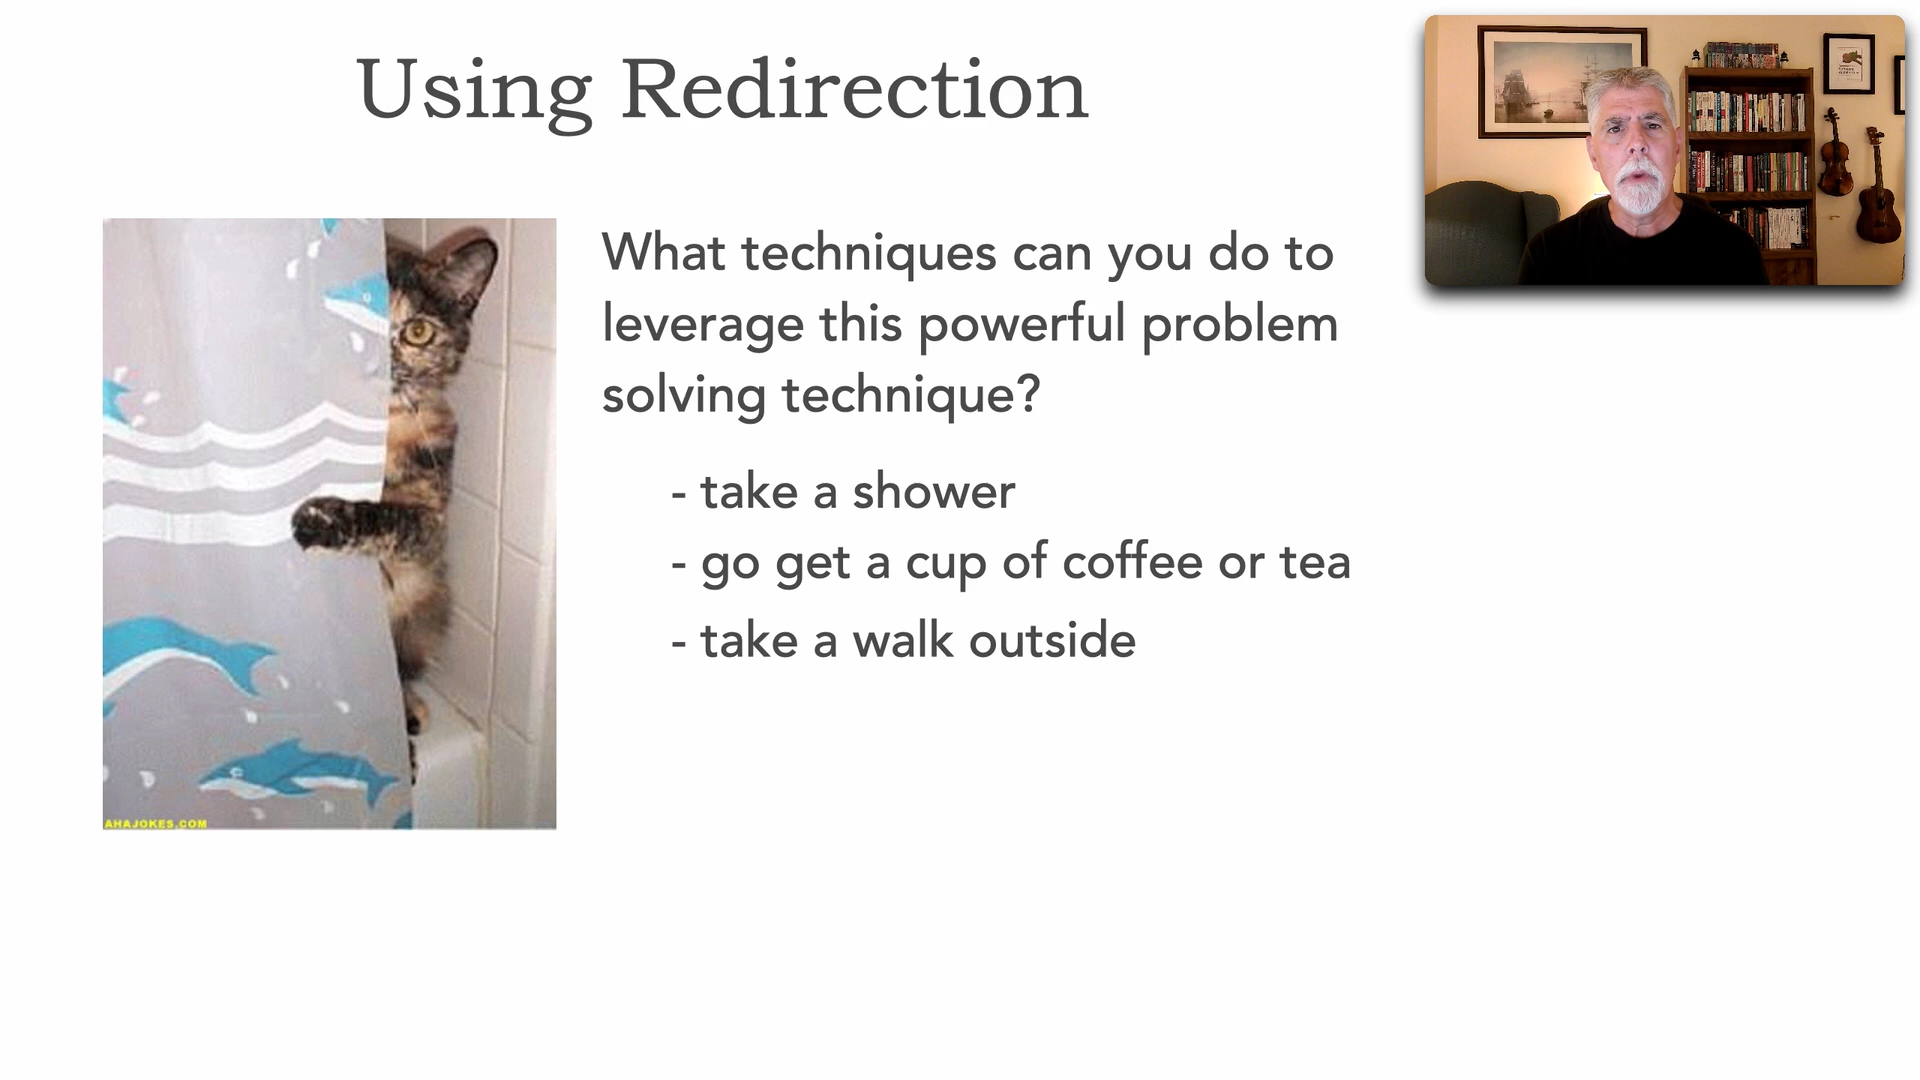 Using Redirection
What techniques can you do to
leverage this powerful problem
solving technique?
- take a shower
- go get a cup of coffee or tea
- take a walk outside
AHAJOKES.COM